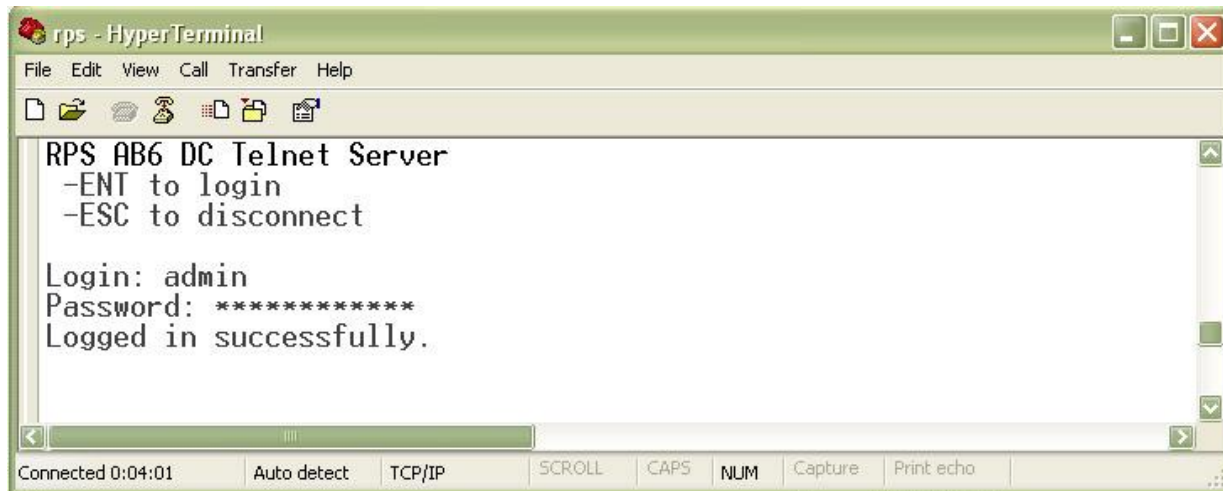 rps - HyperTerminal
File Edit View Call Transfer Help
RPS AB6 DC Telnet Server
-ENT to login
-ESC to disconnect
Login: admin
Password: ************
Logged in successfully.
Connected 0:04:01 Auto detect TCP/IP SCROLL CAPS NUM Capture Print echo